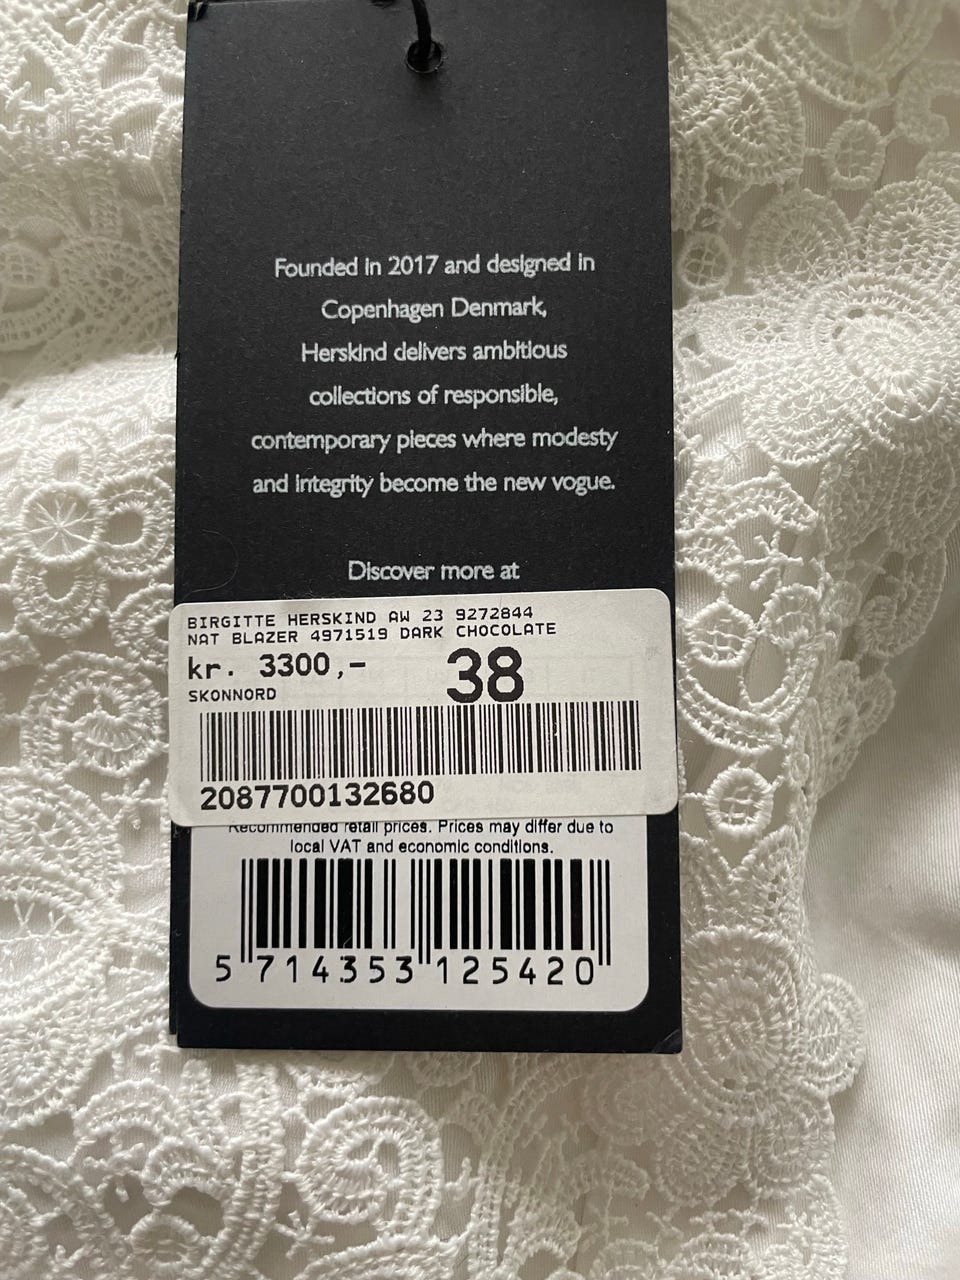 Founded in 2017 and designed in
Copenhagen Denmark,
Herskind delivers ambitious
collections of responsible,
contemporary pieces where modesty
and integrity become the new vogue.
Discover more at
BIRGITTE HERSKIND AW 23 9272844
NAT BLAZER 4971519 DARK CHOCOLATE
kr. 3300,- 38
SKONNORD
2087700132680
Recommended retail prices. Prices may differ due to
local VAT and economic conditions.
5 714353 125420